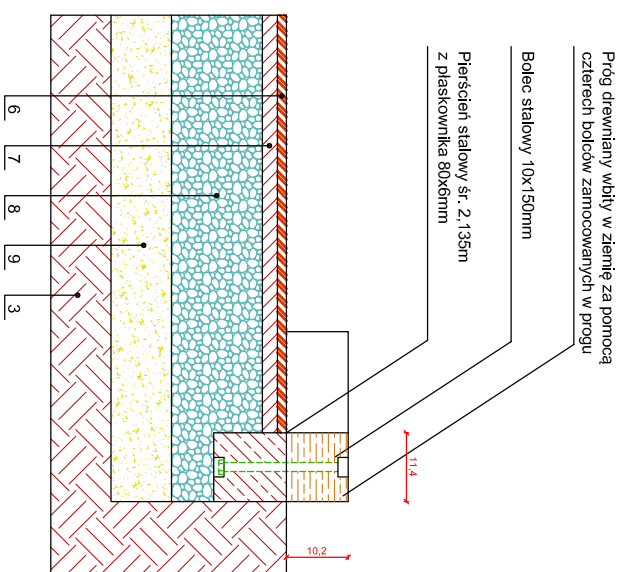 Próg drewniany wbity w ziemię za pomocą
czterech bolców zamocowanych w progu
Bolec stalowy 10x150mm
Pierścień stalowy śr. 2,135m
z płaskownika 80x6mm
11,4
10,2
6
7
8
9
3